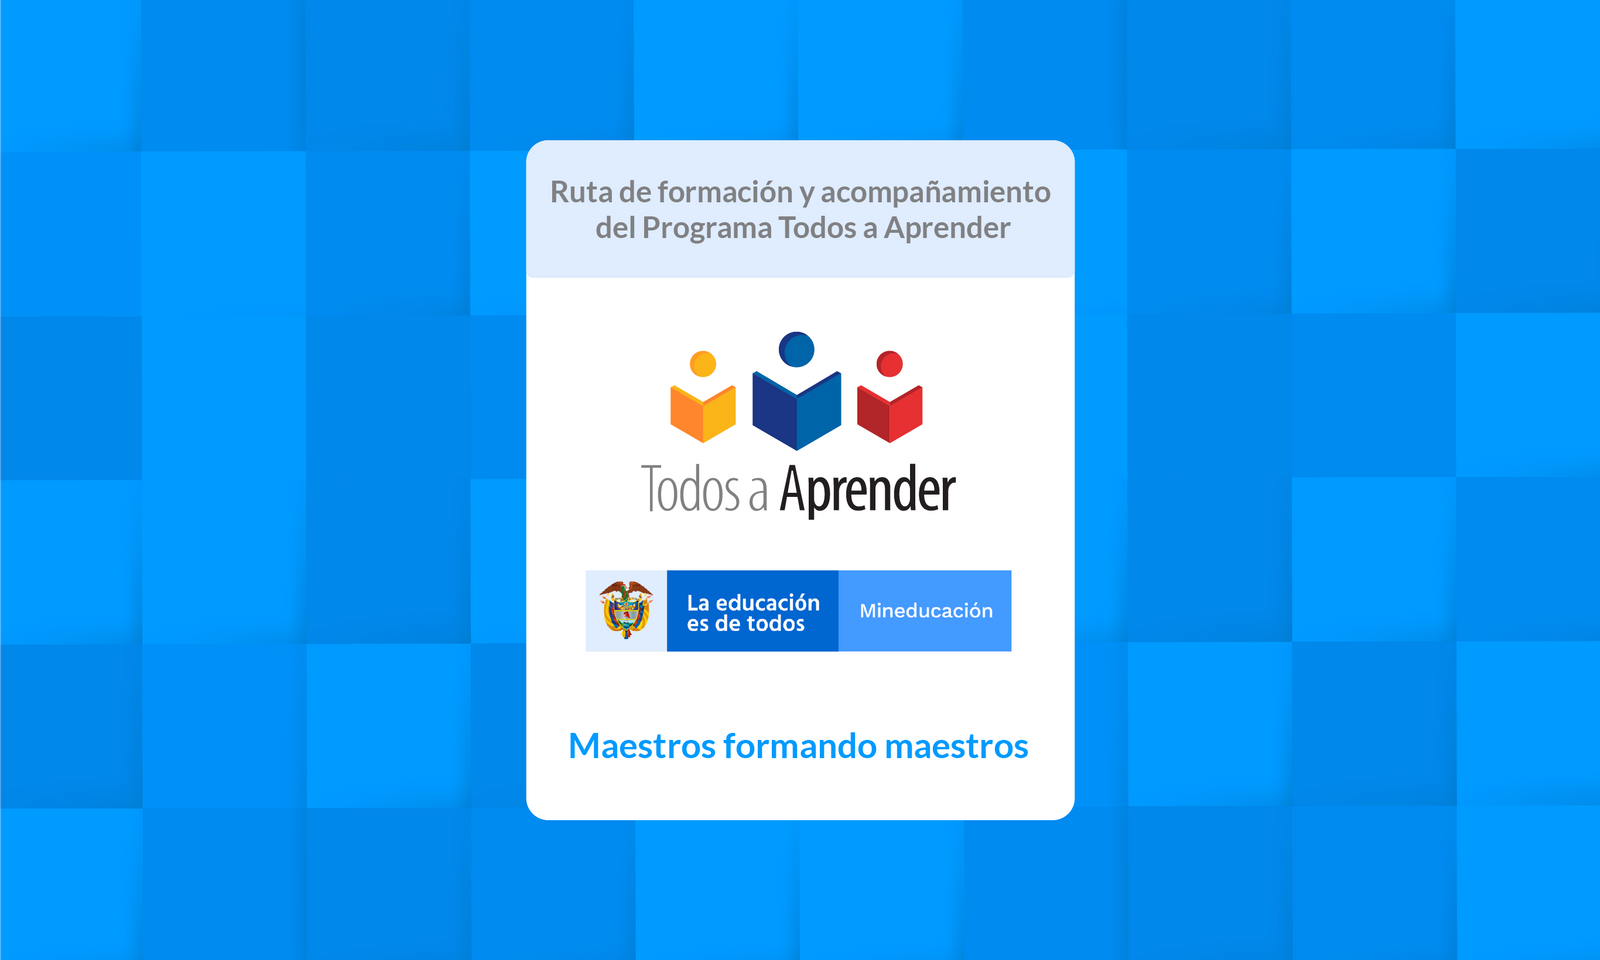 Ruta de formación y acompañamiento
del Programa Todos a Aprender
Todos a Aprender
La educación
es de todos
Mineducación
Maestros formando maestros